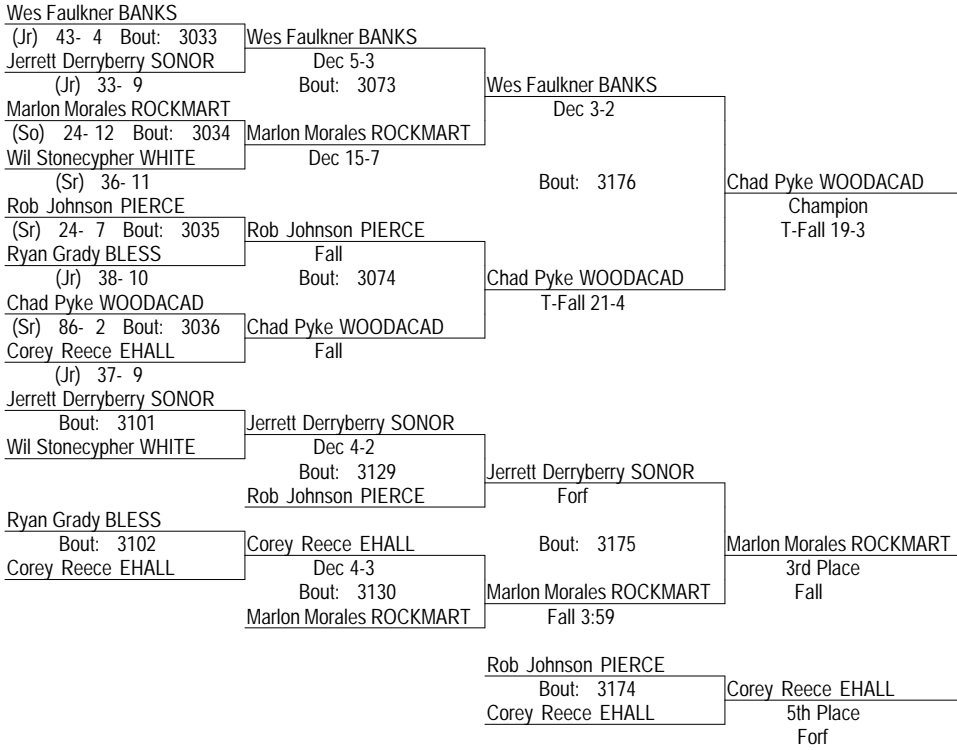 Wes Faulkner BANKS
(Jr) 43- 4 Bout: 3033 Wes Faulkner BANKS
Jerrett Derryberry SONOR Dec 5-3
(Jr) 33- 9 Bout: 3073 Wes Faulkner BANKS
Marlon Morales ROCKMART Dec 3-2
(So) 24- 12 Bout: 3034 Marlon Morales ROCKMART
Wil Stonecypher WHITE Dec 15-7
(Sr) 36- 11 Bout: 3176 Chad Pyke WOODACAD
Rob Johnson PIERCE Champion
(Sr) 24- 7 Bout: 3035 Rob Johnson PIERCE T-Fall 19-3
Ryan Grady BLESS Fall
(Jr) 38- 10 Bout: 3074 Chad Pyke WOODACAD
Chad Pyke WOODACAD T-Fall 21-4
(Sr) 86- 2 Bout: 3036 Chad Pyke WOODACAD
Corey Reece EHALL Fall
(Jr) 37- 9
Jerrett Derryberry SONOR
Bout: 3101 Jerrett Derryberry SONOR
Wil Stonecypher WHITE Dec 4-2
Bout: 3129 Jerrett Derryberry SONOR
Rob Johnson PIERCE Forf
Ryan Grady BLESS
Bout: 3102 Corey Reece EHALL Bout: 3175 Marlon Morales ROCKMART
Corey Reece EHALL Dec 4-3 3rd Place
Bout: 3130 Marlon Morales ROCKMART Fall
Marlon Morales ROCKMART Fall 3:59
Rob Johnson PIERCE
Bout: 3174 Corey Reece EHALL
Corey Reece EHALL 5th Place
Forf